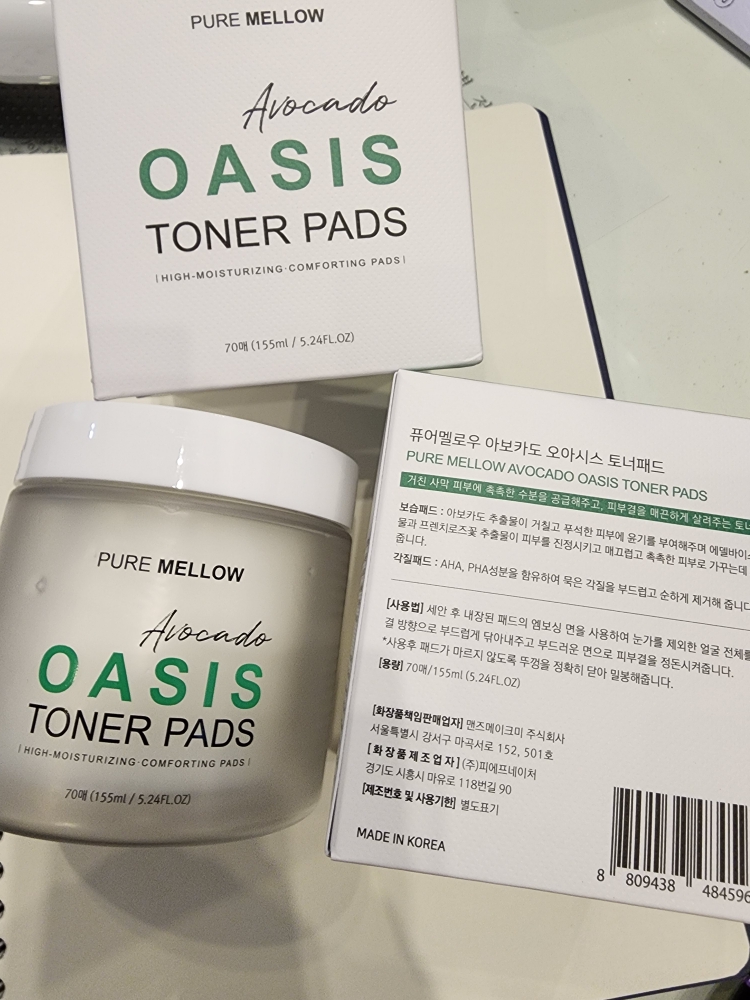 PURE MELLOW
Avocado
OASIS
TONER PADS
|HIGH-MOISTURIZING·COMFORTING PADS|
70매 (155ml / 5.24FL.OZ)
PURE MELLOW
Avocado
OASIS
TONER PADS
|HIGH-MOISTURIZING·COMFORTING PADS|
70매 (155ml / 5.24FL.OZ)
퓨어멜로우 아보카도 오아시스 토너패드
PURE MELLOW AVOCADO OASIS TONER PADS
거친 사막 피부에 촉촉한 수분을 공급해주고, 피부결을 매끈하게 살려주는
보습패드 : 아보카도 추출물이 거칠고 푸석한 피부에 윤기를 부여해주며
물과 프렌치로즈꽃 추출물이 피부를 진정시키고 매끄럽고 촉촉한 피부로 가꾸는데
줍니다.
각질패드 : AHA, PHA성분을 함유하여 묵은 각질을 부드럽고 순하게 제거해 줍니다
[사용법] 세안 후 내장된 패드의 엠보싱 면을 사용하여 눈가를 제외한 얼굴 전체를
결 방향으로 부드럽게 닦아내주고 부드러운 면으로 피부결을 정돈시켜줍니다.
*사용후 패드가 마르지 않도록 뚜껑을 정확히 닫아 밀봉해줍니다.
[용량] 70매/155ml (5.24FL.OZ)
[화장품책임판매업자] 맨즈메이크미 주식회사
서울특별시 강서구 마곡서로 152, 501호
[화장품제조업자] (주)피에프네이처
경기도 시흥시 마유로 118번길 90
[제조번호 및 사용기한] 별도표기
MADE IN KOREA
8 809438 484596